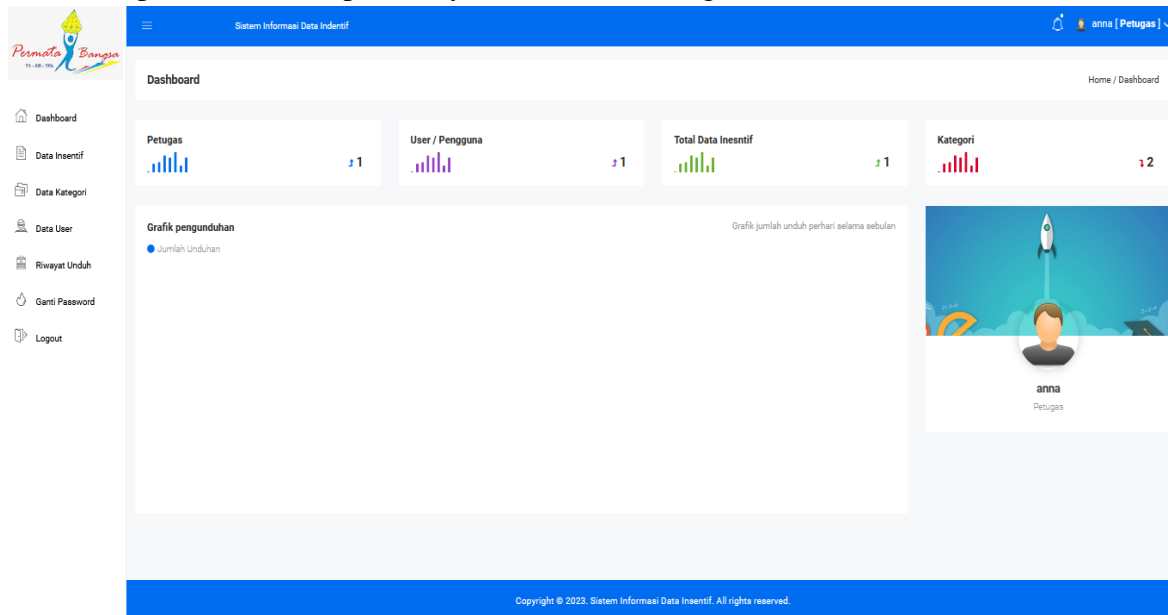 Permata Bangsa
TK - KB - TPA
Sistem Informasi Data Indentif
anna [ Petugas ]
Dashboard
Home / Dashboard
Dashboard
Data Insentif
Data Kategori
Data User
Riwayat Unduh
Ganti Password
Logout
Petugas
1
User / Pengguna
1
Total Data Inesntif
1
Kategori
2
Grafik pengunduhan
Grafik jumlah unduh perhari selama sebulan
Jumlah Unduhan
anna
Petugas
Copyright © 2023. Sistem Informasi Data Insentif. All rights reserved.